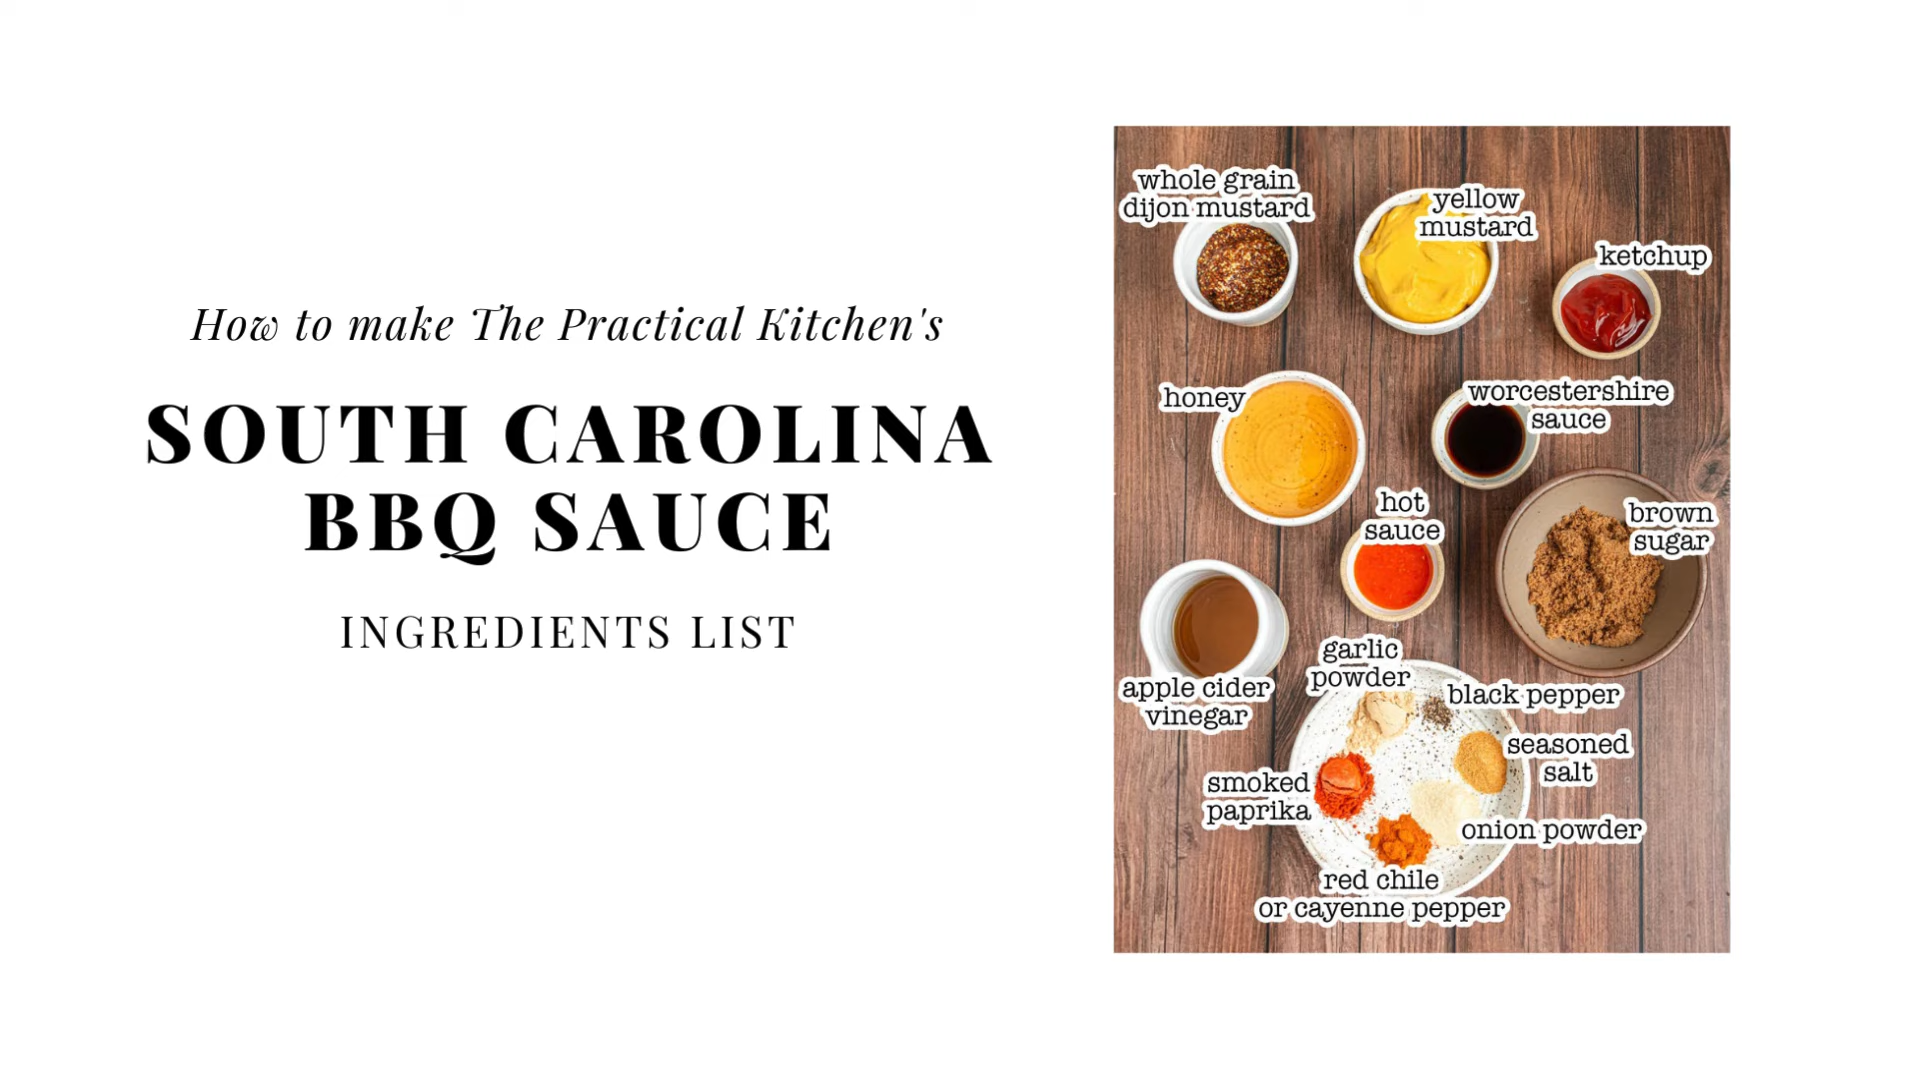 How to make The Practical Kitchen's
SOUTH CAROLINA
BBQ SAUCE
INGREDIENTS LIST
whole grain
dijon mustard
yellow
mustard
ketchup
honey
worcestershire
sauce
hot
sauce
brown
sugar
apple cider
vinegar
garlic
powder
black pepper
seasoned
salt
smoked
paprika
onion powder
red chile
or cayenne pepper